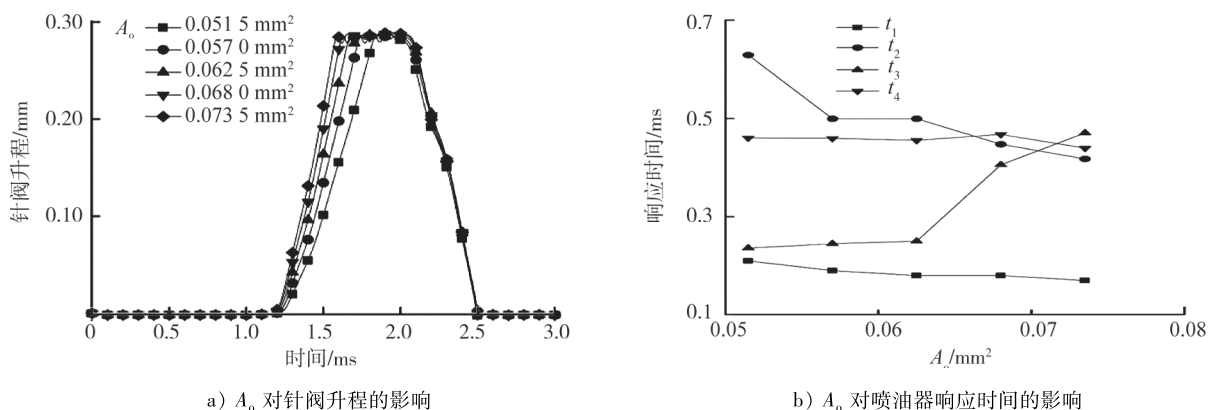 0.30
0.20
0.10
针阀升程/mm
Aₒ
0.051 5 mm²
0.057 0 mm²
0.062 5 mm²
0.068 0 mm²
0.073 5 mm²
0 0.5 1.0 1.5 2.0 2.5 3.0
时间/ms
a) Aₒ 对针阀升程的影响
0.7
0.5
0.3
0.1
响应时间/ms
t₁
t₂
t₃
t₄
0.05 0.06 0.07 0.08
Aₒ/mm²
b) Aₒ 对喷油器响应时间的影响